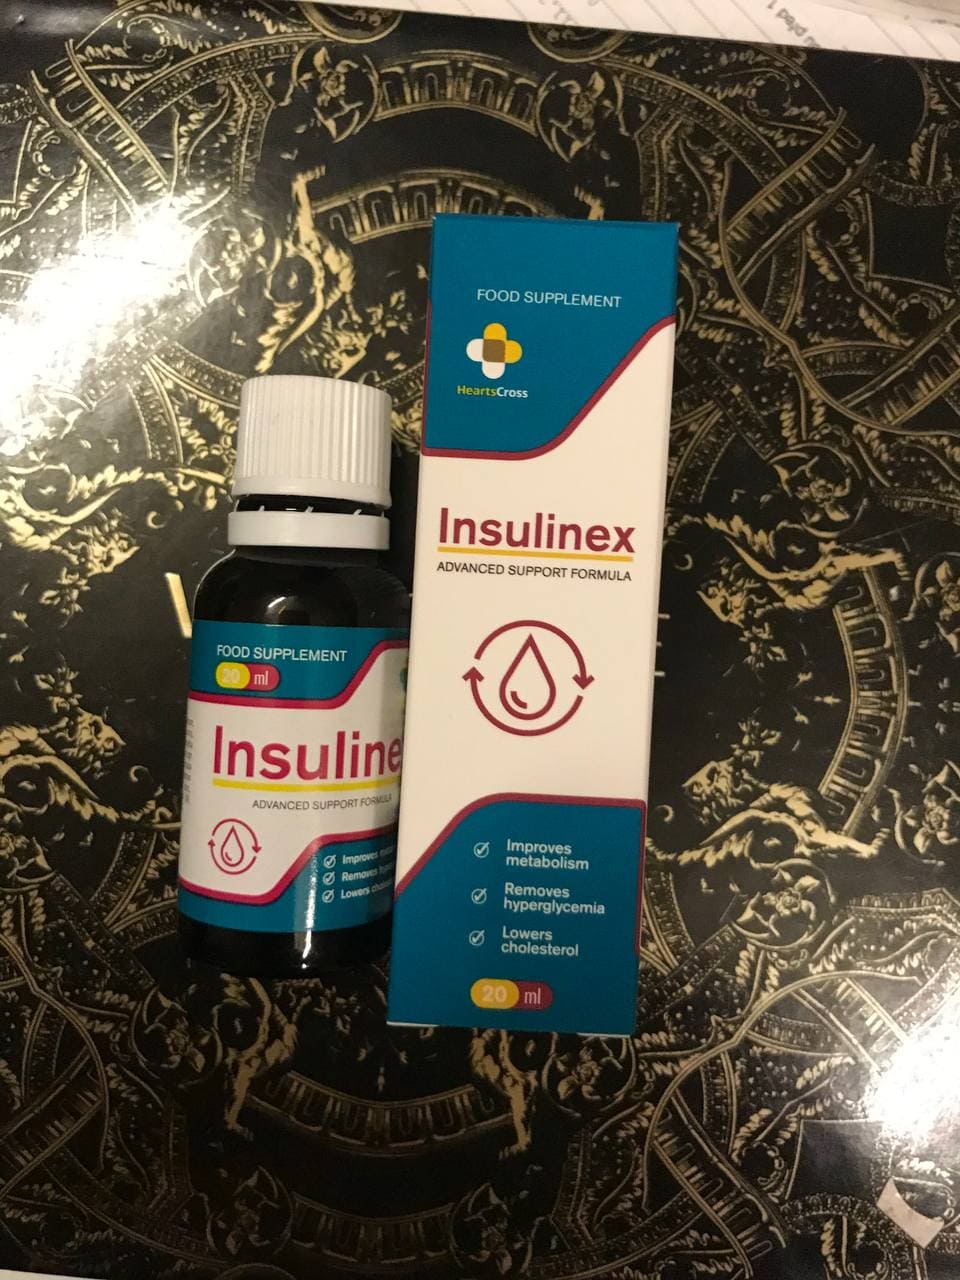 FOOD SUPPLEMENT
HeartsCross
Insulinex
ADVANCED SUPPORT FORMULA
Improves
metabolism
Removes
hyperglycemia
Lowers
cholesterol
20 ml
FOOD SUPPLEMENT
20 ml
Insuline
ADVANCED SUPPORT FORMULA
Improves
Removes
Lowers